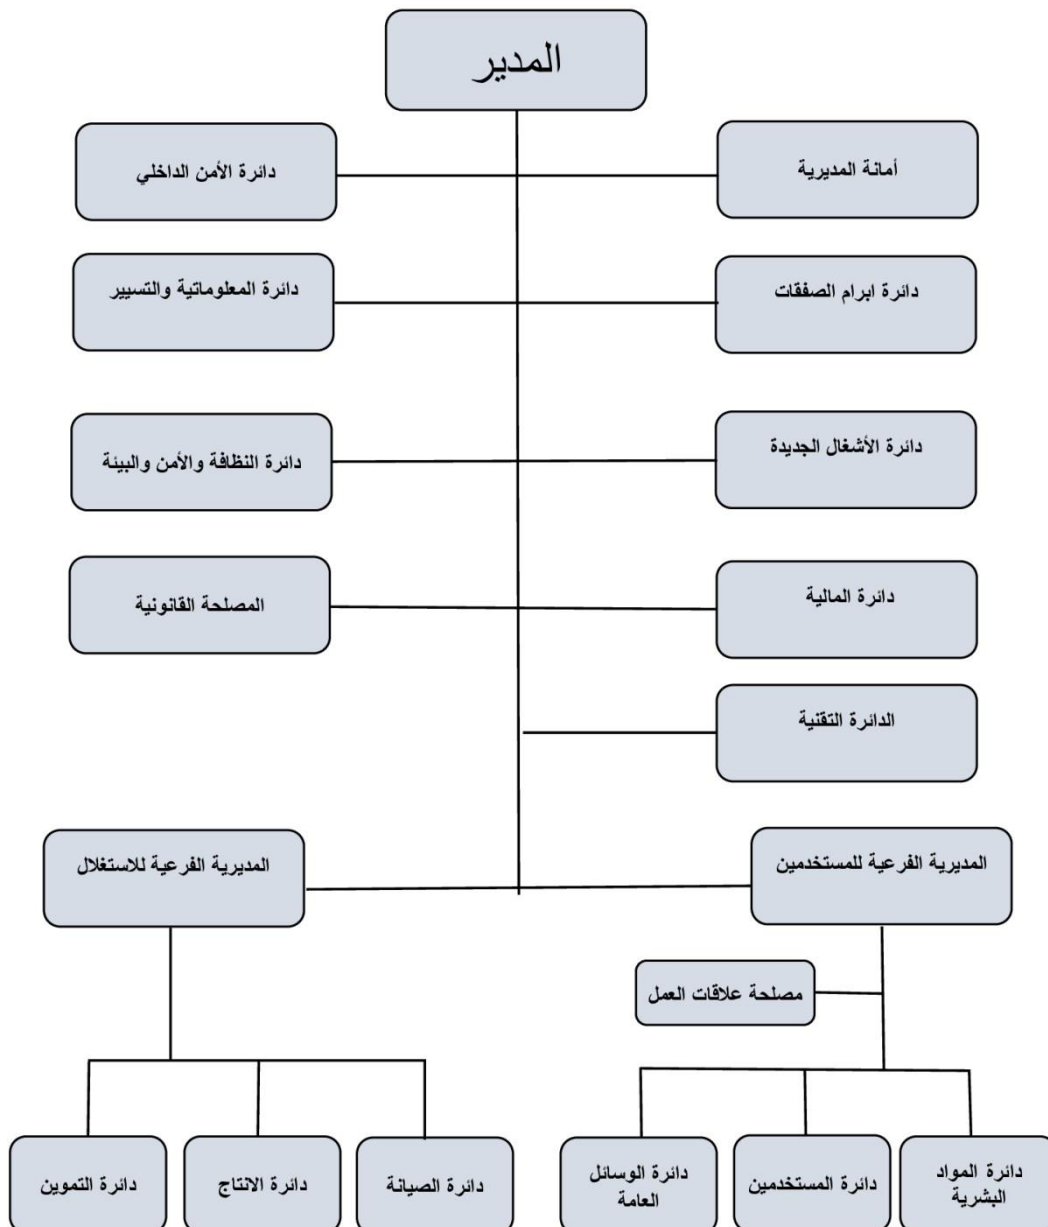 المدير
أمانة المديرية
دائرة الأمن الداخلي
دائرة ابرام الصفقات
دائرة المعلوماتية والتسيير
دائرة الأشغال الجديدة
دائرة النظافة والأمن والبيئة
دائرة المالية
المصلحة القانونية
الدائرة التقنية
المديرية الفرعية للمستخدمين
المديرية الفرعية للاستغلال
مصلحة علاقات العمل
دائرة المواد
البشرية
دائرة المستخدمين
دائرة الوسائل
العامة
دائرة الصيانة
دائرة الانتاج
دائرة التموين